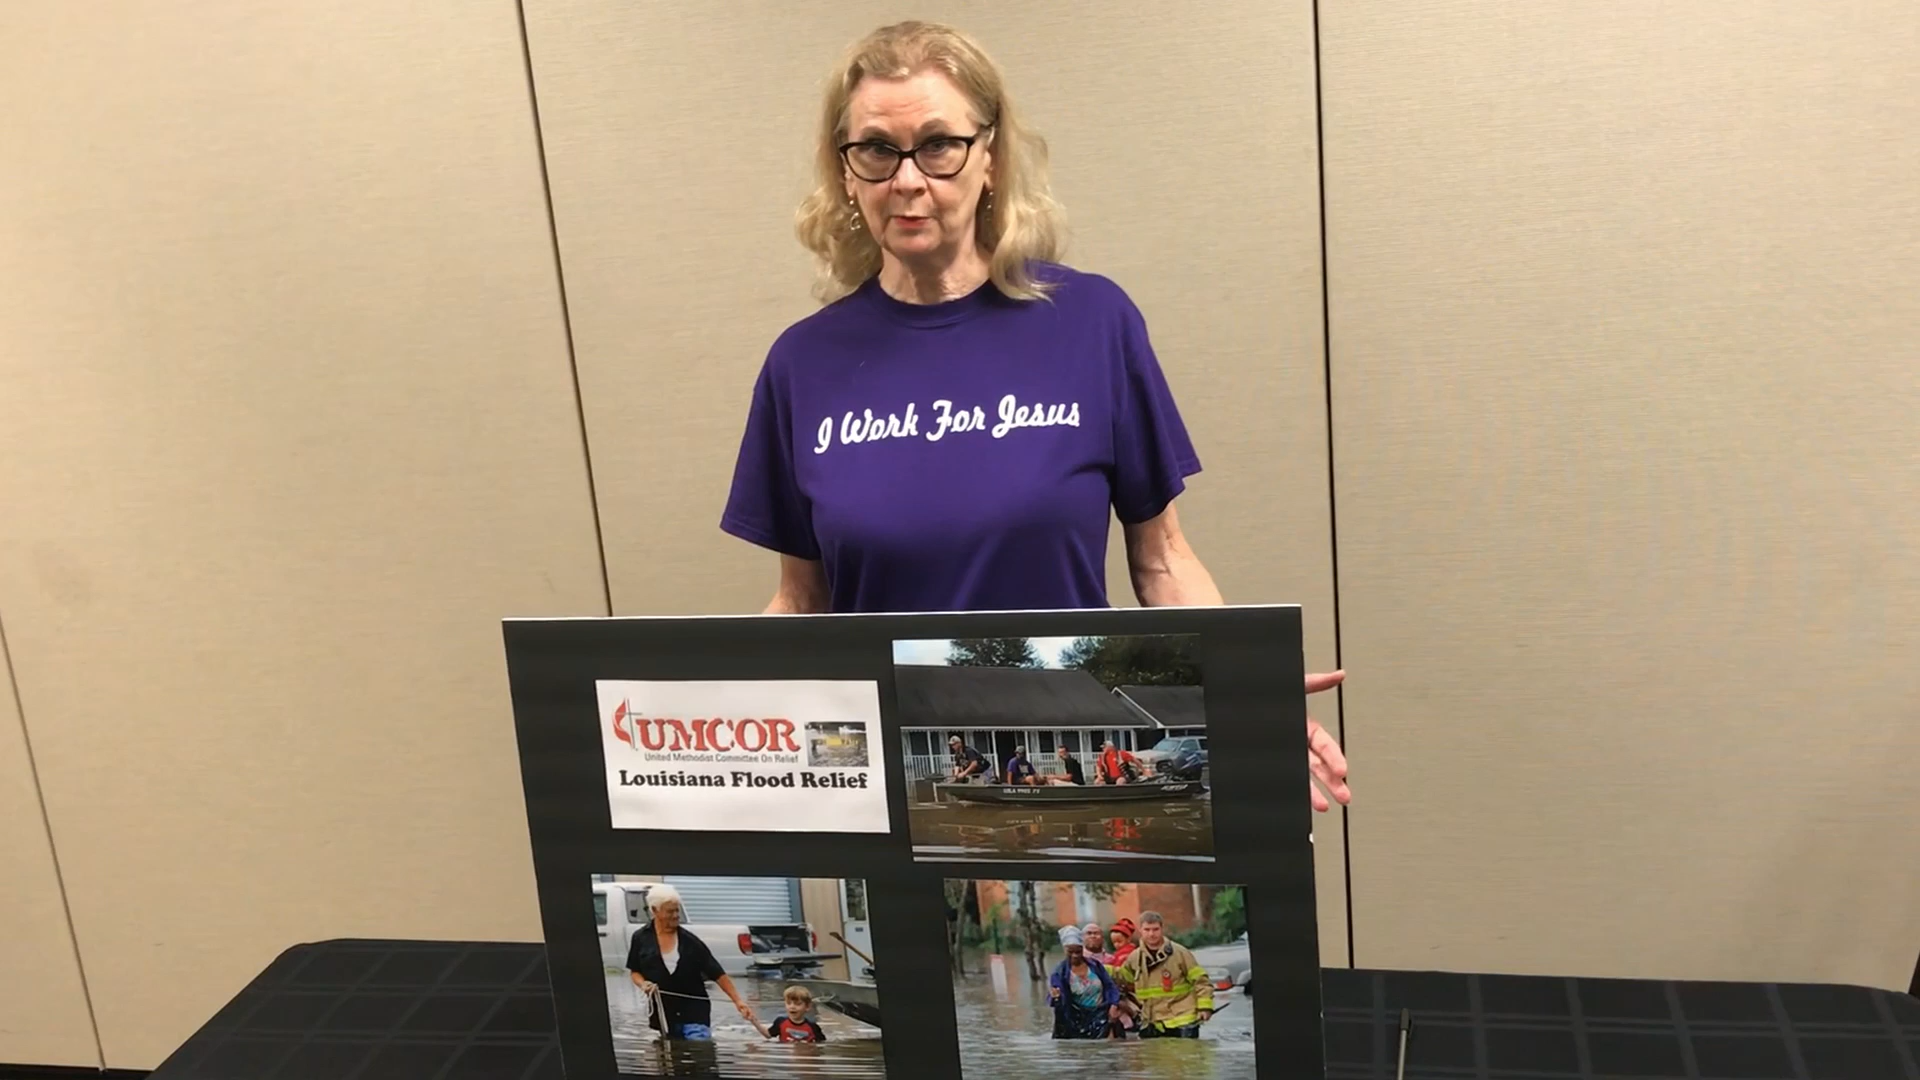 I Work For Jesus
UMCOR
United Methodist Committee On Relief
Louisiana Flood Relief